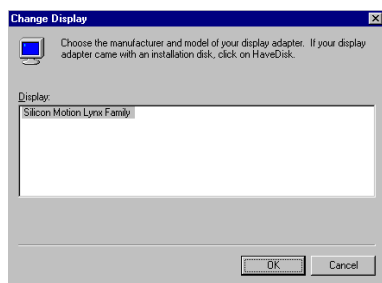 Change Display
Choose the manufacturer and model of your display adapter. If your display
adapter came with an installation disk, click on HaveDisk.
Display:
Silicon Motion Lynx Family
OK Cancel